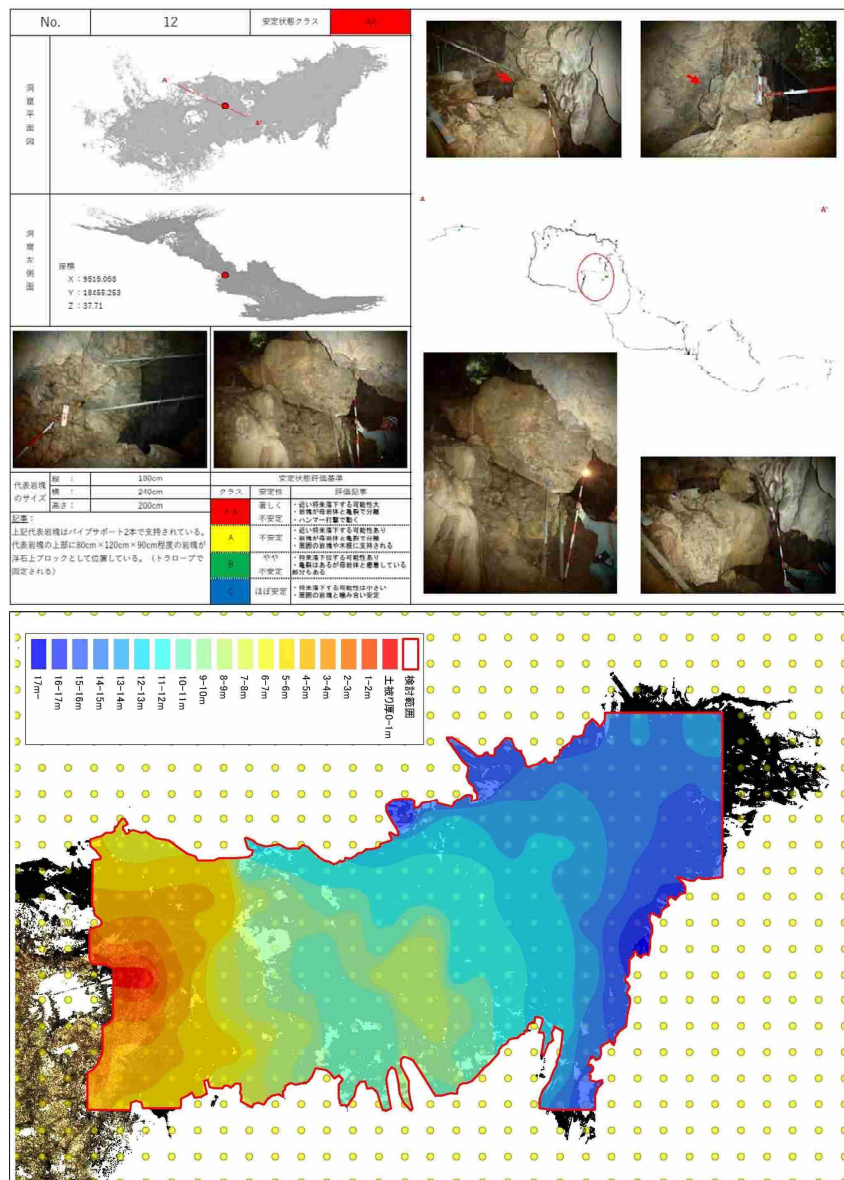 No. 12 安定状態クラス AA
洞窟平面図
A
A'
洞窟左側面
座標
X：9515.058
Y：18455.253
Z：37.71
A
A'
代表岩塊のサイズ
縦： 180cm
横： 240cm
高さ： 200cm
記事：
上記代表岩塊はパイプサポート2本で支持されている。
代表岩塊の上部に80cm×120cm×90cm程度の岩塊が
浮石上ブロックとして位置している。（トラロープで
固定される）
安定状態評価基準
クラス 安定性 評価記事
AA 著しく不安定
・近い将来落下する可能性大
・岩塊が母岩体と亀裂で分離
・ハンマー打撃で動く
A 不安定
・近い将来落下する可能性あり
・岩塊が母岩体と亀裂で分離
・周囲の岩塊や木根に支持される
B やや不安定
・将来落下位する可能性あり
・亀裂はあるが母岩体と密着している
部分もある
C ほぼ安定
・将来落下する可能性は小さい
・周囲の岩塊と噛み合い安定
検討範囲
土被り厚0-1m
1-2m
2-3m
3-4m
4-5m
5-6m
6-7m
7-8m
8-9m
9-10m
10-11m
11-12m
12-13m
13-14m
14-15m
15-16m
16-17m
17m-